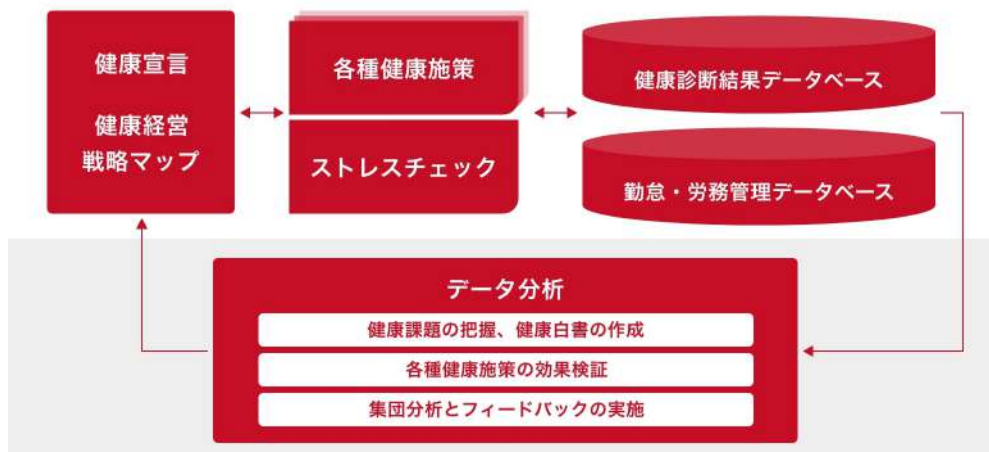 健康宣言
健康経営
戦略マップ
各種健康施策
ストレスチェック
健康診断結果データベース
勤怠・労務管理データベース
データ分析
健康課題の把握、健康白書の作成
各種健康施策の効果検証
集団分析とフィードバックの実施